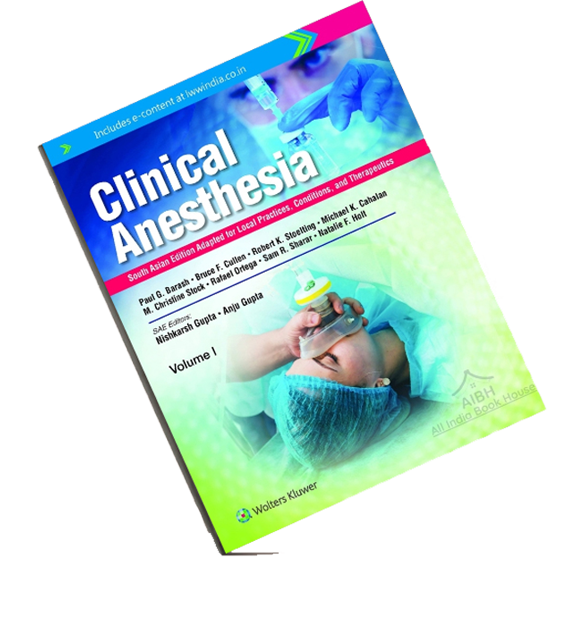 Includes e-content at lwwindia.co.in
Clinical
Anesthesia
South Asian Edition Adapted for Local Practices, Conditions, and Therapeutics
Paul G. Barash • Bruce F. Cullen • Robert K. Stoelting • Michael K. Cahalan
M. Christine Stock • Rafael Ortega • Sam R. Sharar • Natalie F. Holt
SAE Editors:
Nishkarsh Gupta • Anju Gupta
Volume I
AIBH
All India Book House
Wolters Kluwer